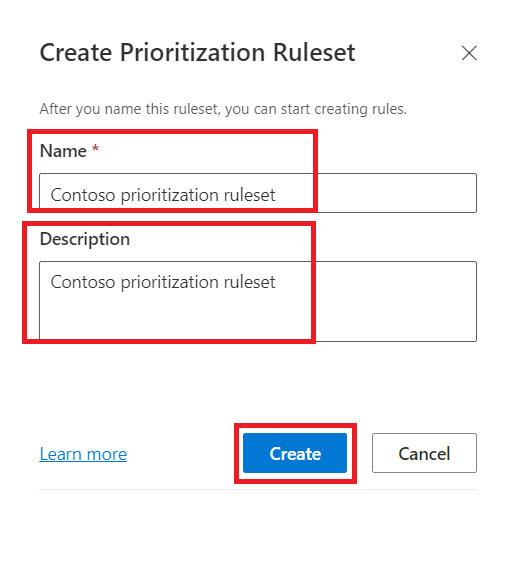 Create Prioritization Ruleset
After you name this ruleset, you can start creating rules.
Name *
Contoso prioritization ruleset
Description
Contoso prioritization ruleset
Learn more
Create
Cancel